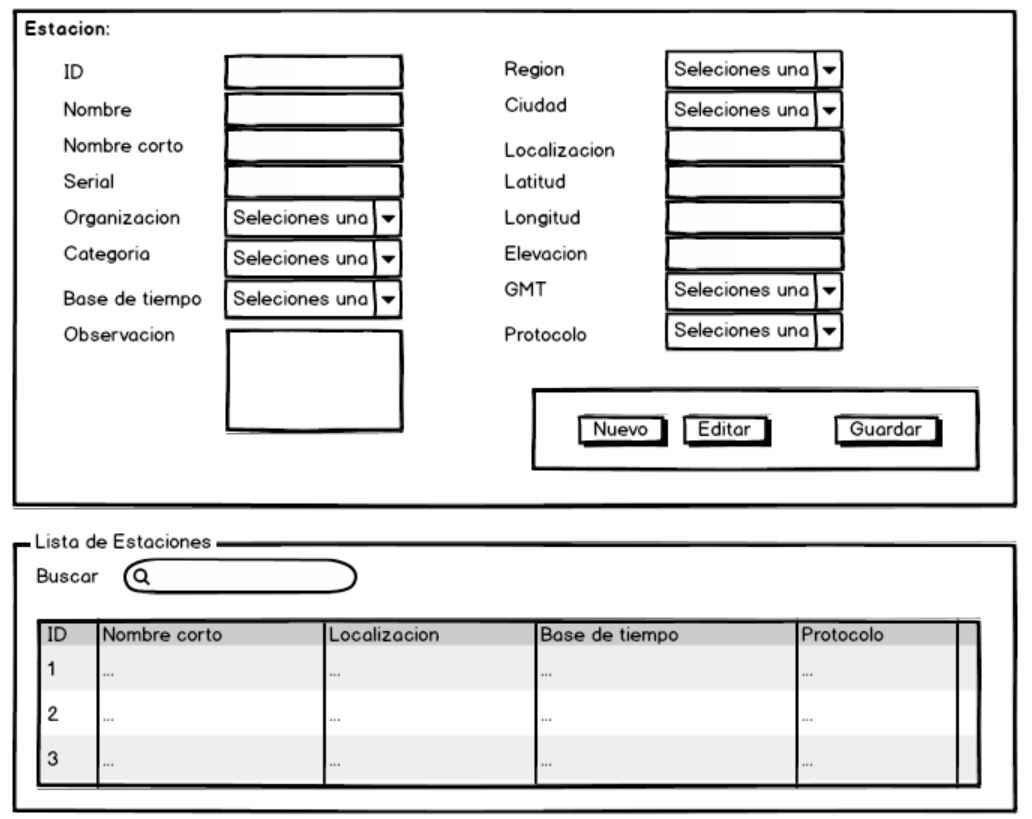 Estacion:
ID
Nombre
Nombre corto
Serial
Organizacion Seleciones una
Categoria Seleciones una
Base de tiempo Seleciones una
Observacion
Region Seleciones una
Ciudad Seleciones una
Localizacion
Latitud
Longitud
Elevacion
GMT Seleciones una
Protocolo Seleciones una
Nuevo Editar Guardar
Lista de Estaciones
Buscar
ID Nombre corto Localizacion Base de tiempo Protocolo
1 ... ... ... ...
2 ... ... ... ...
3 ... ... ... ...